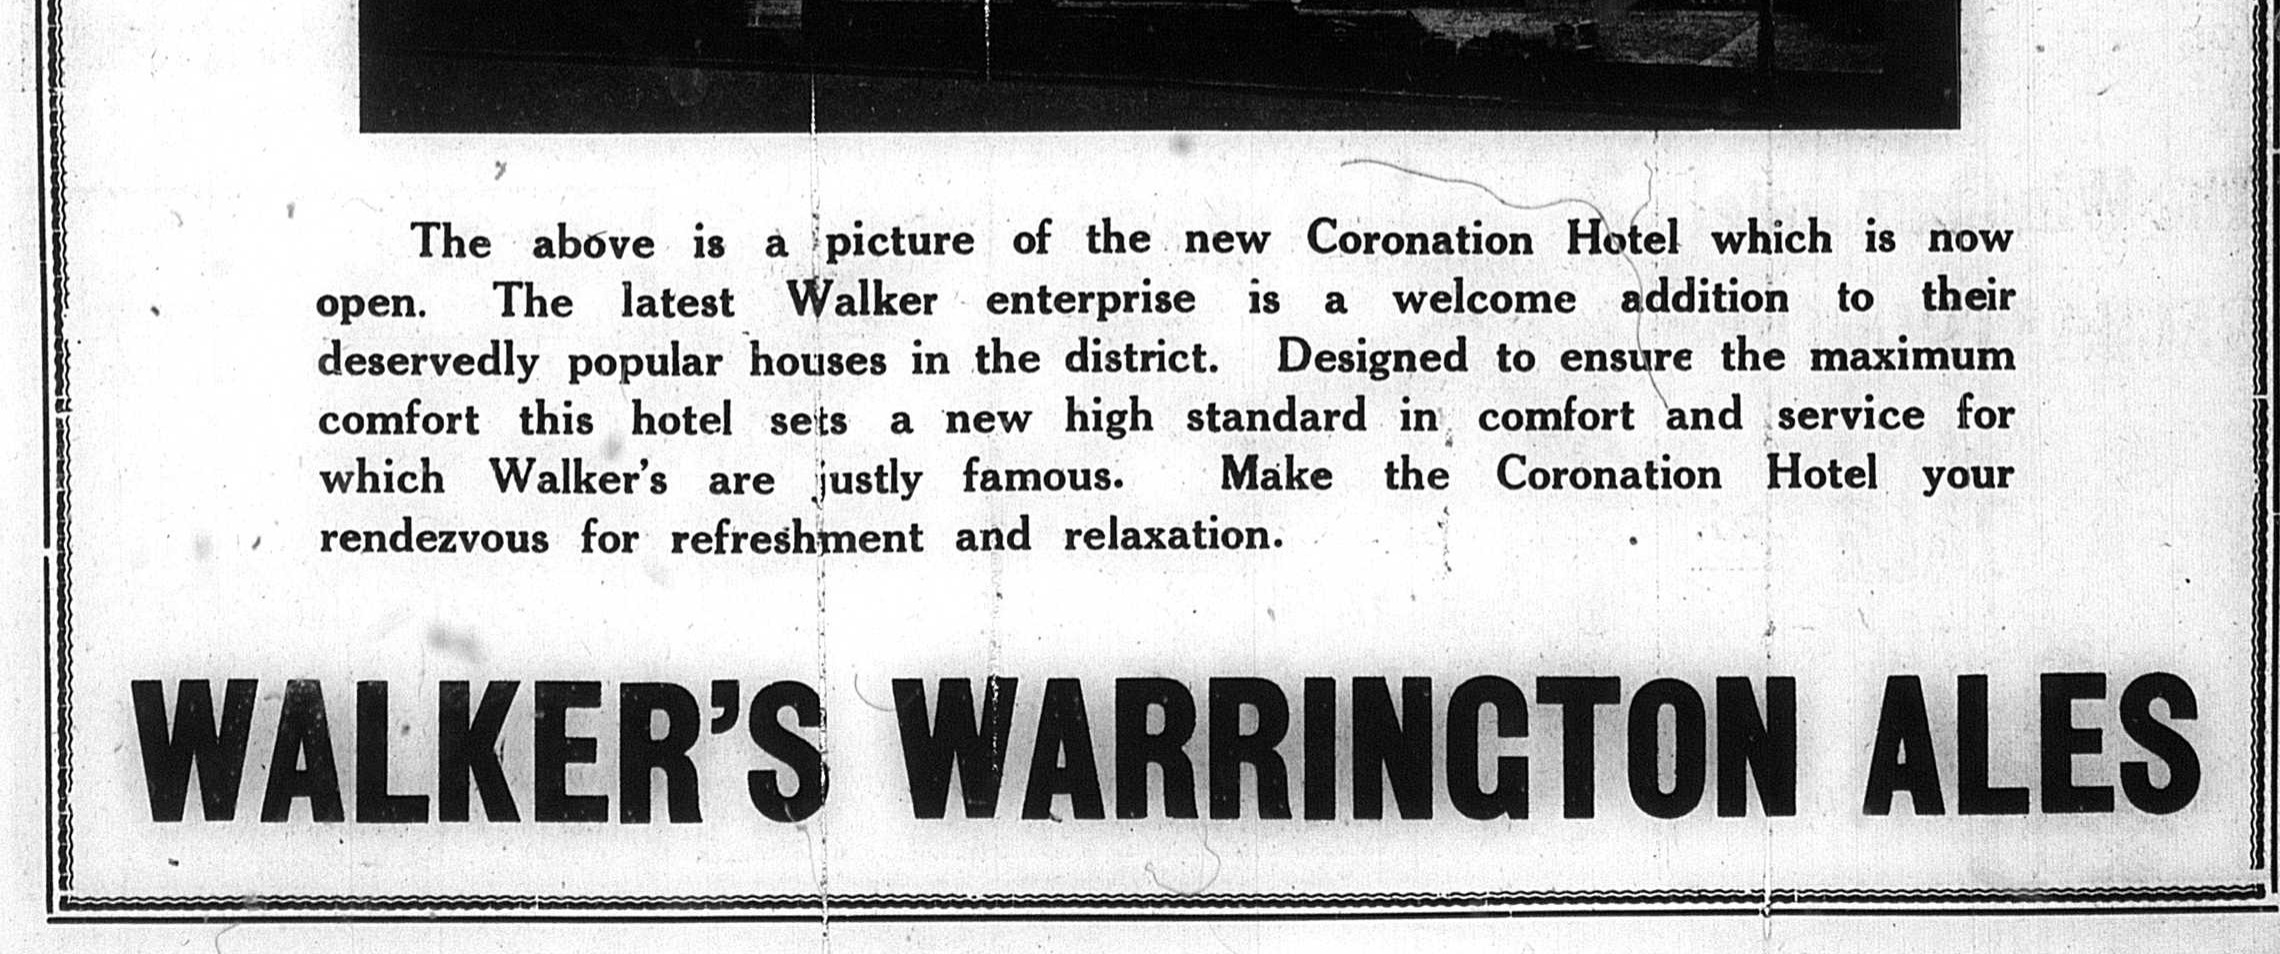 The above is a picture of the new Coronation Hotel which is now
open. The latest Walker enterprise is a welcome addition to their
deservedly popular houses in the district. Designed to ensure the maximum
comfort this hotel sets a new high standard in comfort and service for
which Walker's are justly famous. Make the Coronation Hotel your
rendezvous for refreshment and relaxation.
WALKER'S WARRINGTON ALES